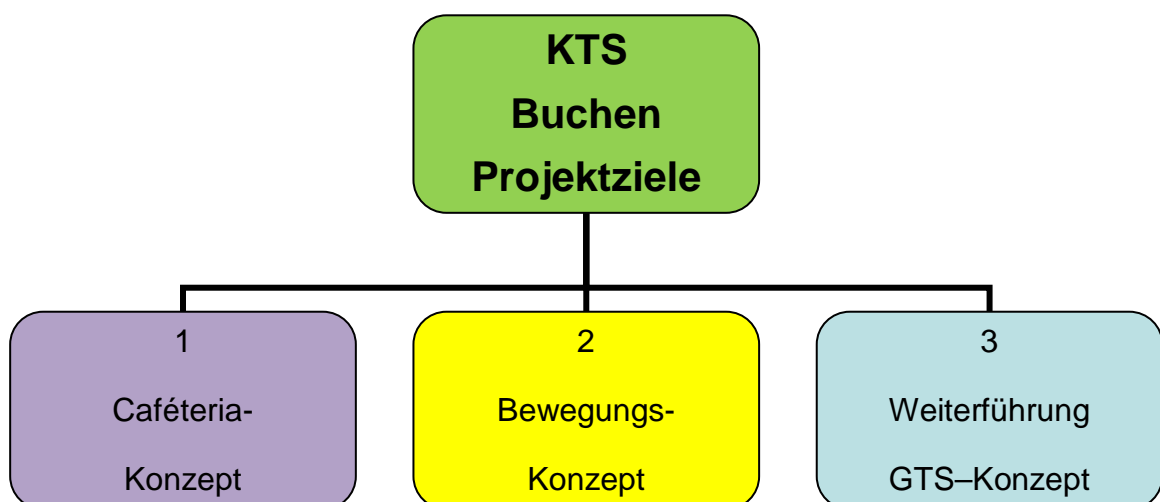 KTS
Buchen
Projektziele
1
Caféteria-
Konzept
2
Bewegungs-
Konzept
3
Weiterführung
GTS–Konzept